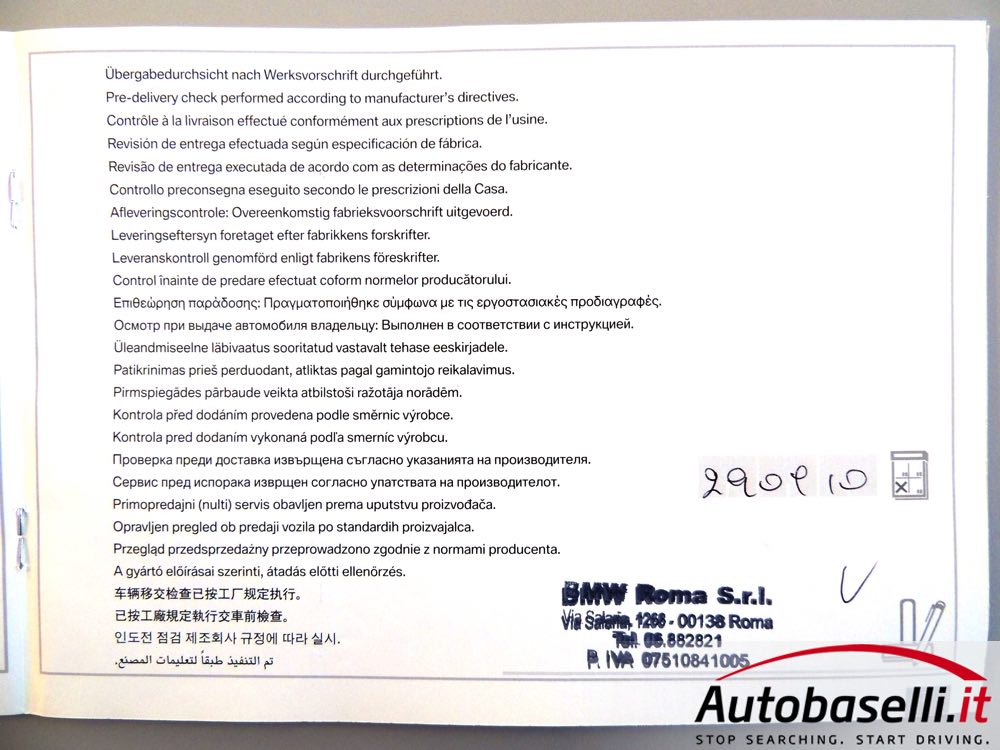 Übergabedurchsicht nach Werksvorschrift durchgeführt.
Pre-delivery check performed according to manufacturer's directives.
Contrôle à la livraison effectué conformément aux prescriptions de l'usine.
Revisión de entrega efectuada según especificación de fábrica.
Revisão de entrega executada de acordo com as determinações do fabricante.
Controllo preconsegna eseguito secondo le prescrizioni della Casa.
Afleveringscontrole: Overeenkomstig fabrieksvoorschrift uitgevoerd.
Leveringseftersyn foretaget efter fabrikkens forskrifter.
Leveranskontroll genomförd enligt fabrikens föreskrifter.
Control înainte de predare efectuat coform normelor producătorului.
Επιθεώρηση παράδοσης: Πραγματοποιήθηκε σύμφωνα με τις εργοστασιακές προδιαγραφές.
Осмотр при выдаче автомобиля владельцу: Выполнен в соответствии с инструкцией.
Üleandmiseelne läbivaatus sooritatud vastavalt tehase eeskirjadele.
Patikrinimas prieš perduodant, atliktas pagal gamintojo reikalavimus.
Pirmspiegādes pārbaude veikta atbilstoši ražotāja norādēm.
Kontrola před dodáním provedena podle směrnic výrobce.
Kontrola pred dodaním vykonaná podľa smerníc výrobcu.
Проверка преди доставка извърщена съгласно указанията на производителя.
Сервис пред испорака изврщен согласно упатствата на производителот.
Primopredajni (nulti) servis obavljen prema uputstvu proizvođača.
Opravljen pregled ob predaji vozila po standardih proizvajalca.
Przegląd przedsprzedażny przeprowadzono zgodnie z normami producenta.
A gyártó előírásai szerinti, átadás előtti ellenőrzés.
车辆移交检查已按工厂规定执行。
已按工廠規定執行交車前檢查。
인도전 점검 제조회사 규정에 따라 실시.
تم التنفيذ طبقاً لتعليمات المصنع.
290910
BMW Roma S.r.l.
Via Salaria, 1268 - 00138 Roma
Tel. 06.882821
P. IVA 07510841005
Autobaselli.it
STOP SEARCHING. START DRIVING.